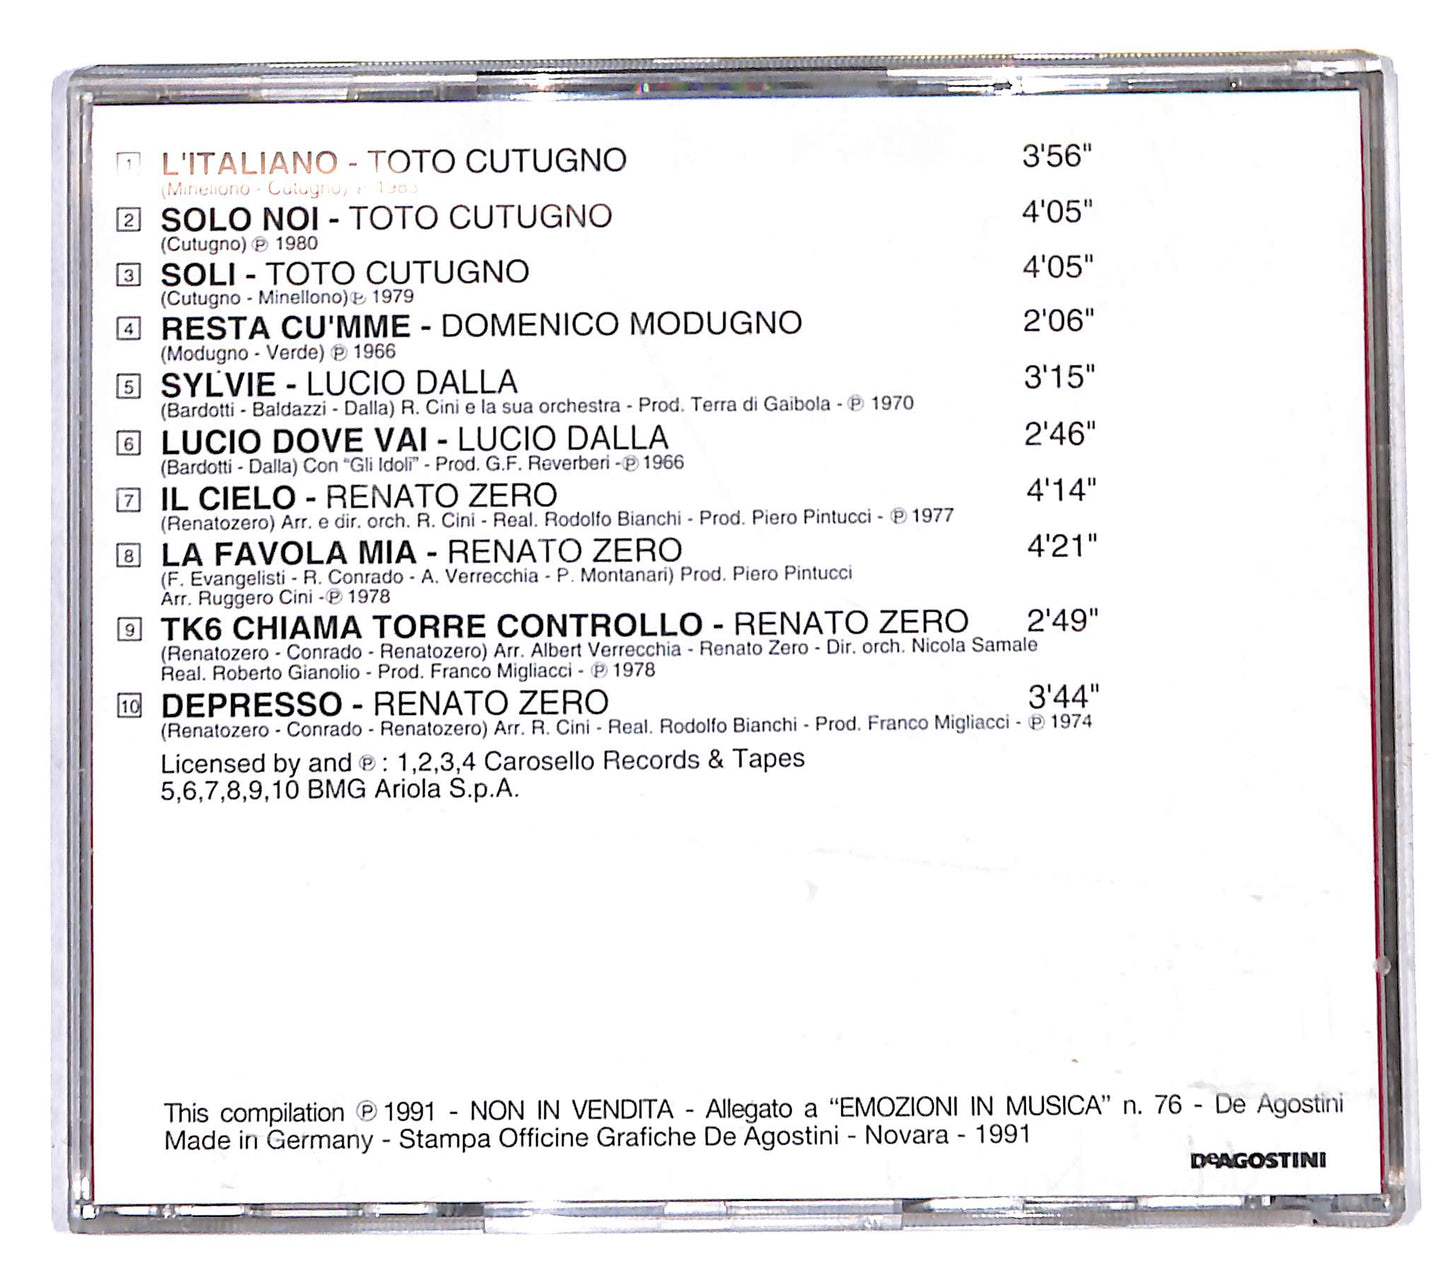 1 L'ITALIANO - TOTO CUTUGNO 3'56"
(Minellono - Cutugno) ℗ 1983
2 SOLO NOI - TOTO CUTUGNO 4'05"
(Cutugno) ℗ 1980
3 SOLI - TOTO CUTUGNO 4'05"
(Cutugno - Minellono) ℗ 1979
4 RESTA CU'MME - DOMENICO MODUGNO 2'06"
(Modugno - Verde) ℗ 1966
5 SYLVIE - LUCIO DALLA 3'15"
(Bardotti - Baldazzi - Dalla) R. Cini e la sua orchestra - Prod. Terra di Gaibola - ℗ 1970
6 LUCIO DOVE VAI - LUCIO DALLA 2'46"
(Bardotti - Dalla) Con "Gli Idoli" - Prod. G.F. Reverberi - ℗ 1966
7 IL CIELO - RENATO ZERO 4'14"
(Renatozero) Arr. e dir. orch. R. Cini - Real. Rodolfo Bianchi - Prod. Piero Pintucci - ℗ 1977
8 LA FAVOLA MIA - RENATO ZERO 4'21"
(F. Evangelisti - R. Conrado - A. Verrecchia - P. Montanari) Prod. Piero Pintucci
Arr. Ruggero Cini - ℗ 1978
9 TK6 CHIAMA TORRE CONTROLLO - RENATO ZERO 2'49"
(Renatozero - Conrado - Renatozero) Arr. Albert Verrecchia - Renato Zero - Dir. orch. Nicola Samale
Real. Roberto Gianolio - Prod. Franco Migliacci - ℗ 1978
10 DEPRESSO - RENATO ZERO 3'44"
(Renatozero - Conrado - Renatozero) Arr. R. Cini - Real. Rodolfo Bianchi - Prod. Franco Migliacci - ℗ 1974
Licensed by and ℗ : 1,2,3,4 Carosello Records & Tapes
5,6,7,8,9,10 BMG Ariola S.p.A.
This compilation ℗ 1991 - NON IN VENDITA - Allegato a "EMOZIONI IN MUSICA" n. 76 - De Agostini
Made in Germany - Stampa Officine Grafiche De Agostini - Novara - 1991
DeAGOSTINI